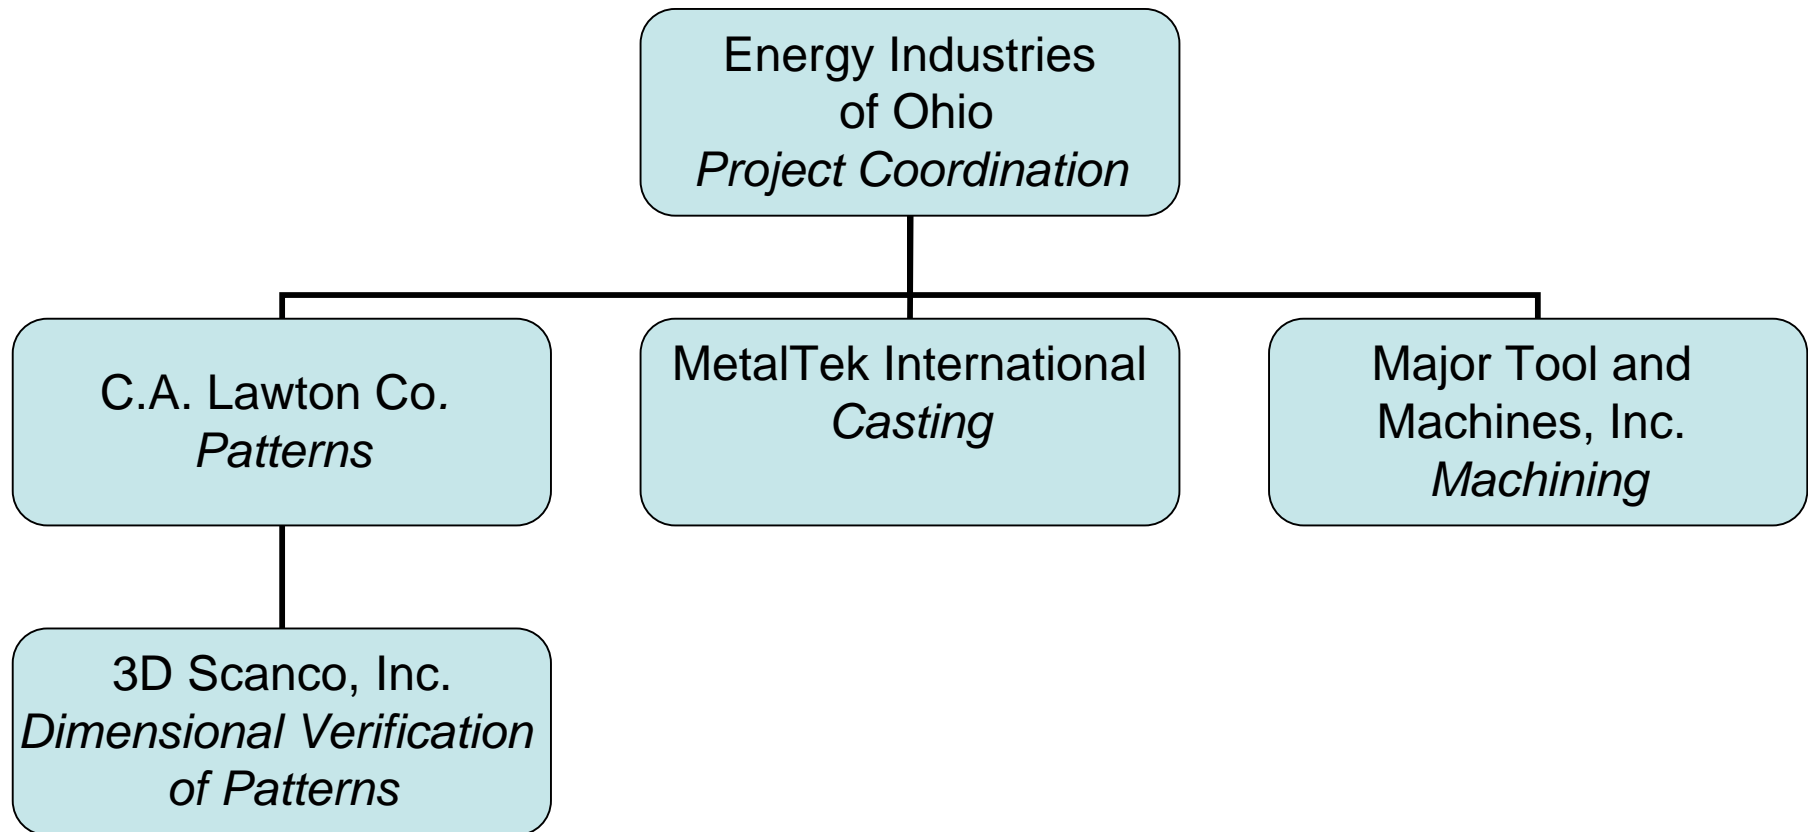 Energy Industries
of Ohio
Project Coordination
C.A. Lawton Co.
Patterns
MetalTek International
Casting
Major Tool and
Machines, Inc.
Machining
3D Scanco, Inc.
Dimensional Verification
of Patterns